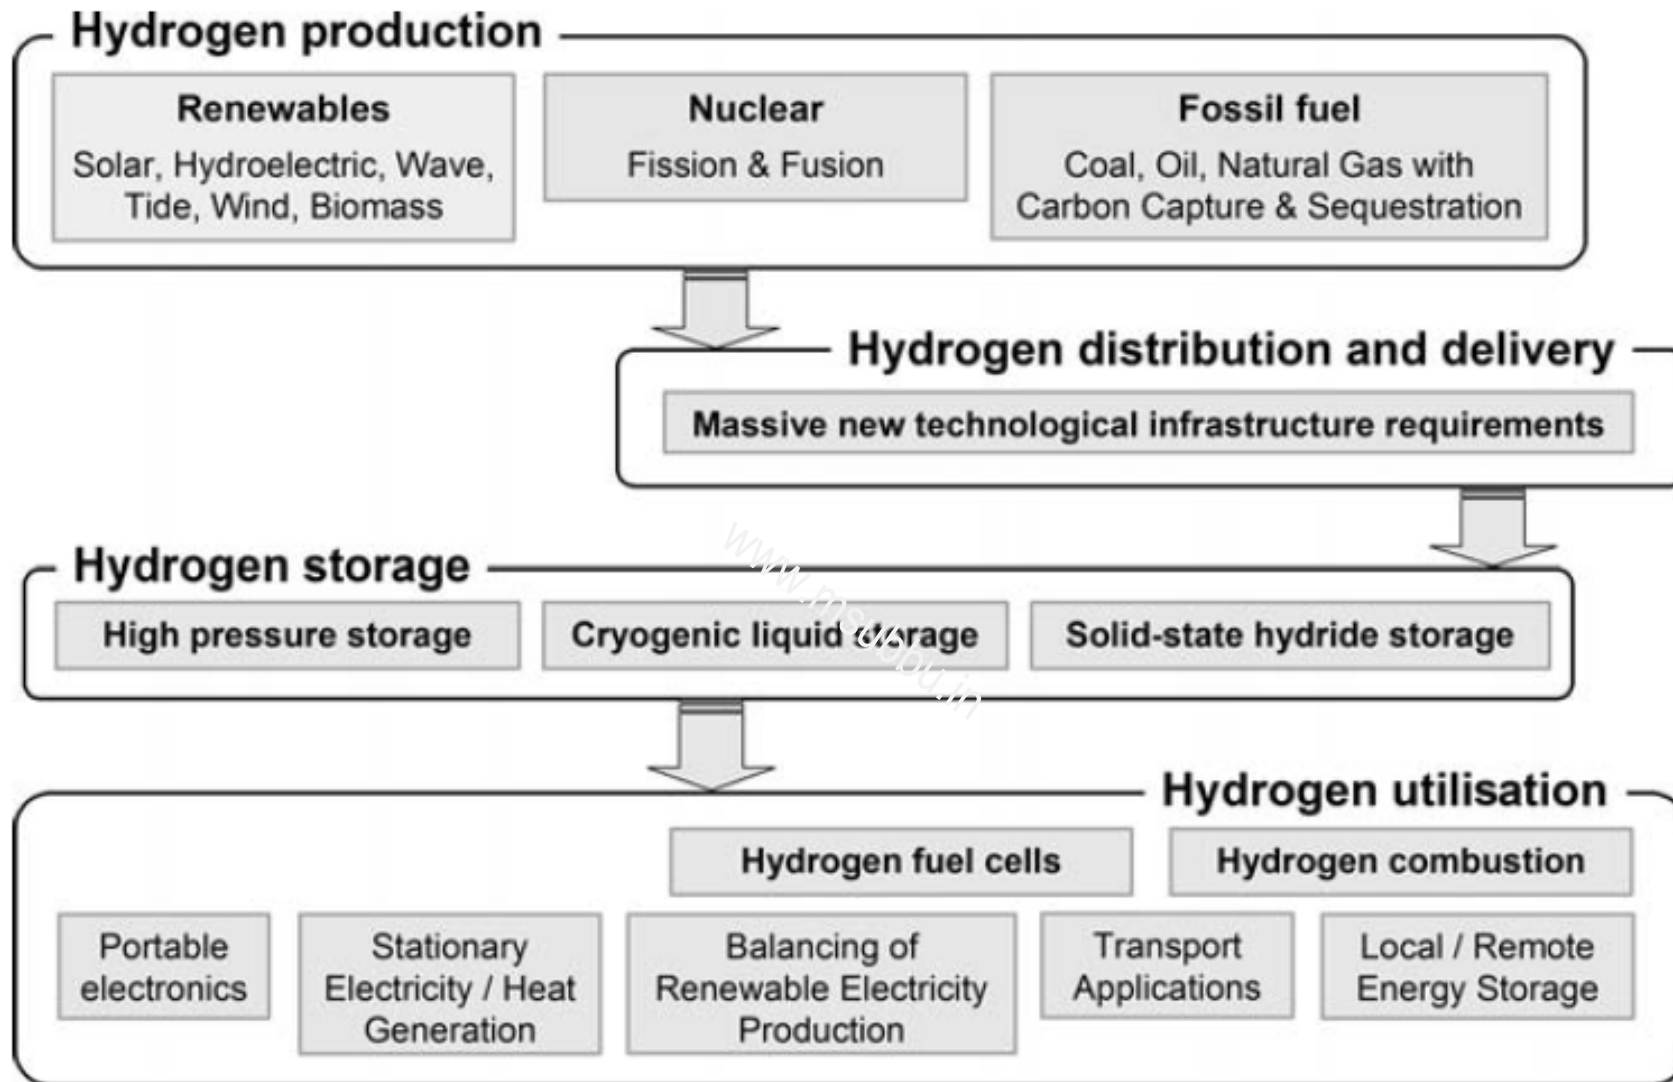 Hydrogen production
Renewables
Solar, Hydroelectric, Wave,
Tide, Wind, Biomass
Nuclear
Fission & Fusion
Fossil fuel
Coal, Oil, Natural Gas with
Carbon Capture & Sequestration
Hydrogen distribution and delivery
Massive new technological infrastructure requirements
Hydrogen storage
High pressure storage
Cryogenic liquid storage
Solid-state hydride storage
www.msubbu.in
Hydrogen utilisation
Hydrogen fuel cells
Hydrogen combustion
Portable
electronics
Stationary
Electricity / Heat
Generation
Balancing of
Renewable Electricity
Production
Transport
Applications
Local / Remote
Energy Storage